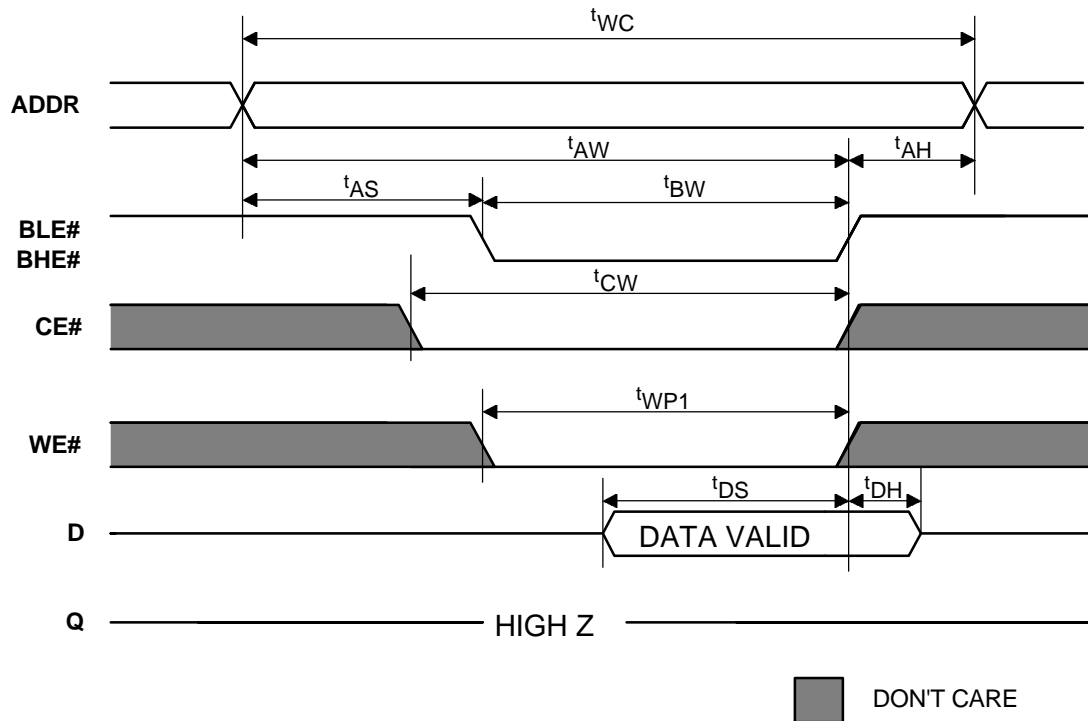 tWC
ADDR
tAW
tAH
tAS
tBW
BLE#
BHE#
tCW
CE#
tWP1
WE#
tDS
tDH
D
DATA VALID
Q
HIGH Z
DON'T CARE